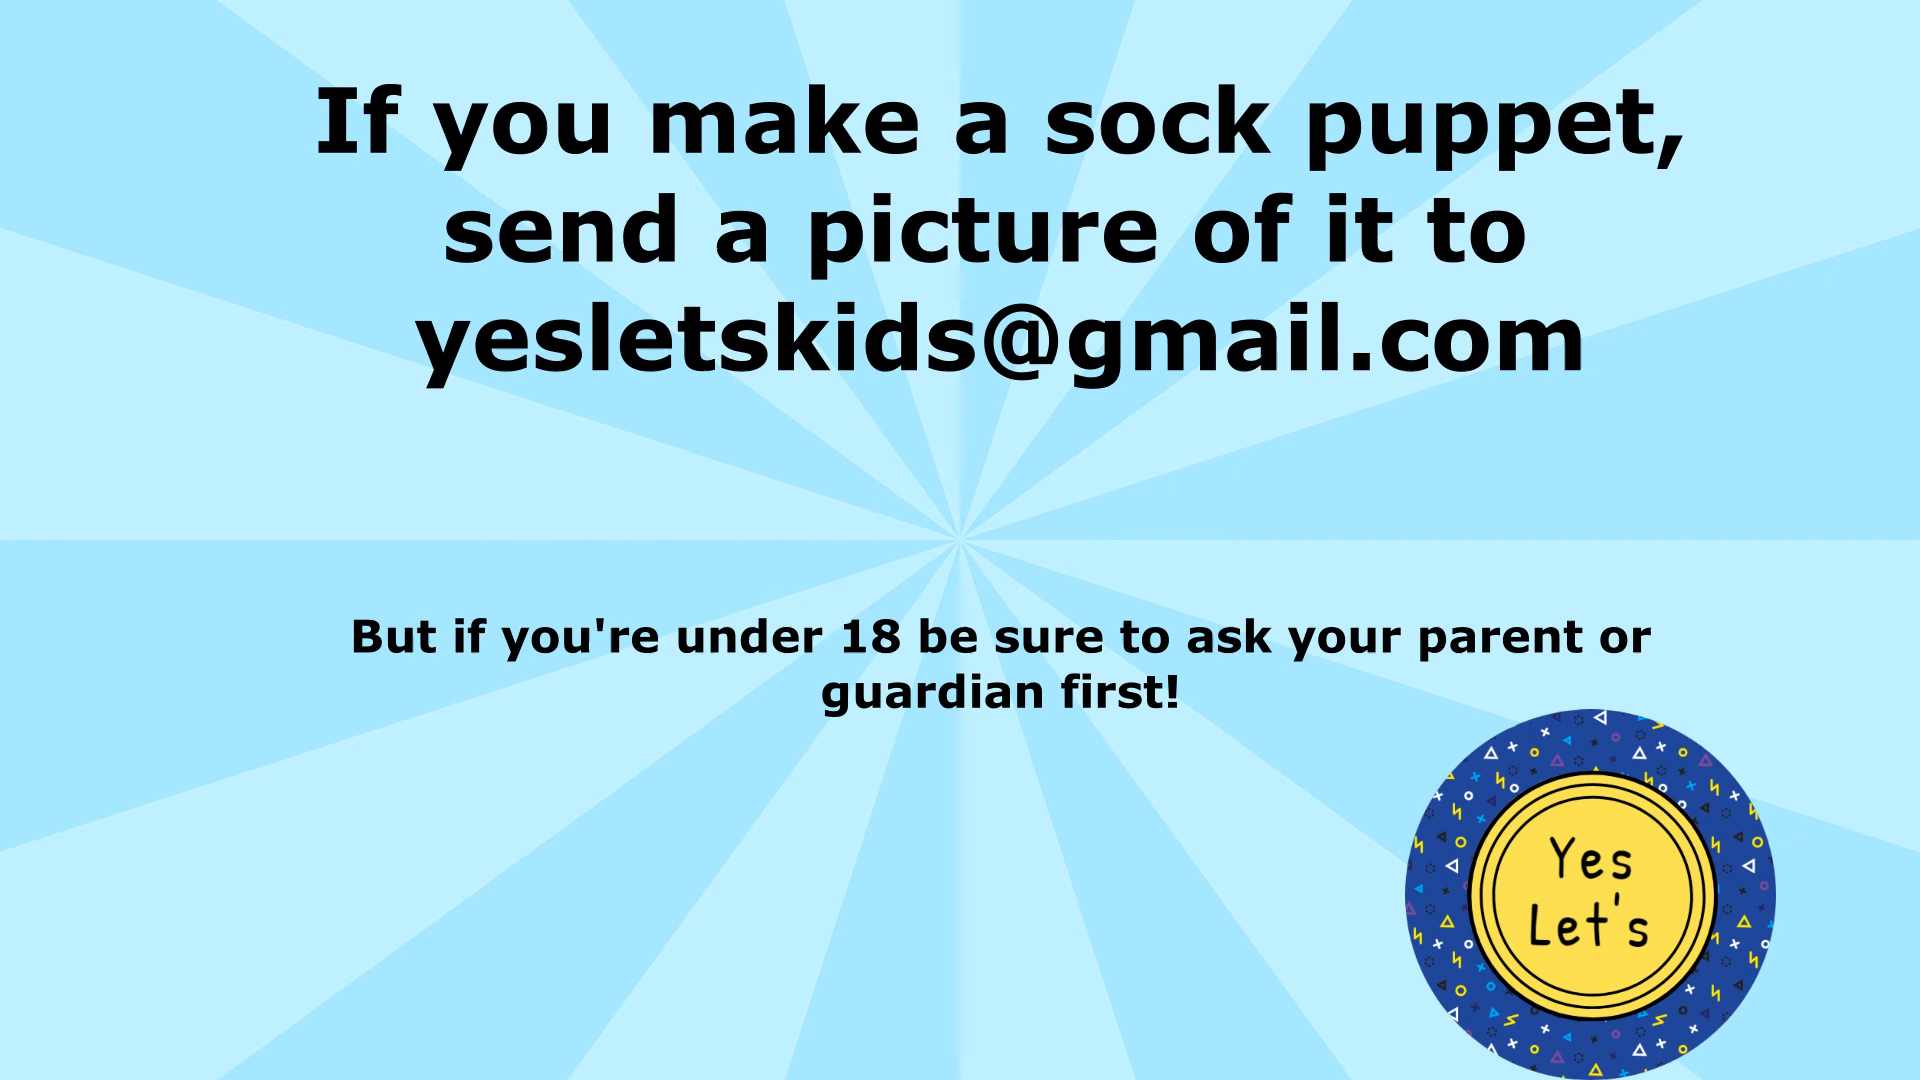 If you make a sock puppet,
send a picture of it to
yesletskids@gmail.com
But if you're under 18 be sure to ask your parent or
guardian first!
Yes
Let's